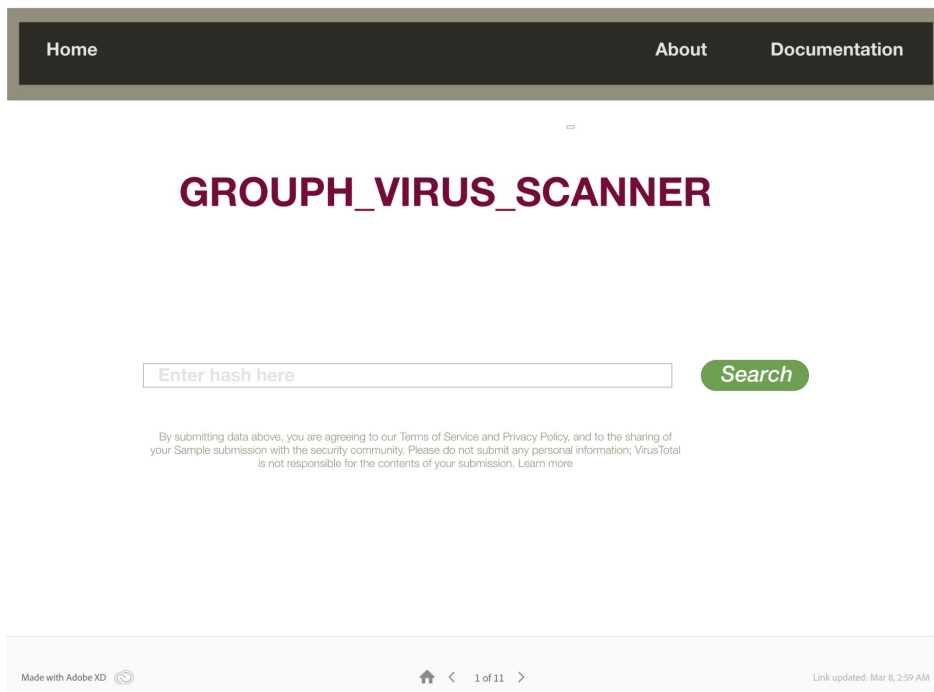 Home About Documentation
GROUPH_VIRUS_SCANNER
Enter hash here Search
By submitting data above, you are agreeing to our Terms of Service and Privacy Policy, and to the sharing of
your Sample submission with the security community. Please do not submit any personal information; VirusTotal
is not responsible for the contents of your submission. Learn more
Made with Adobe XD 1 of 11 Link updated: Mar 8, 2:59 AM